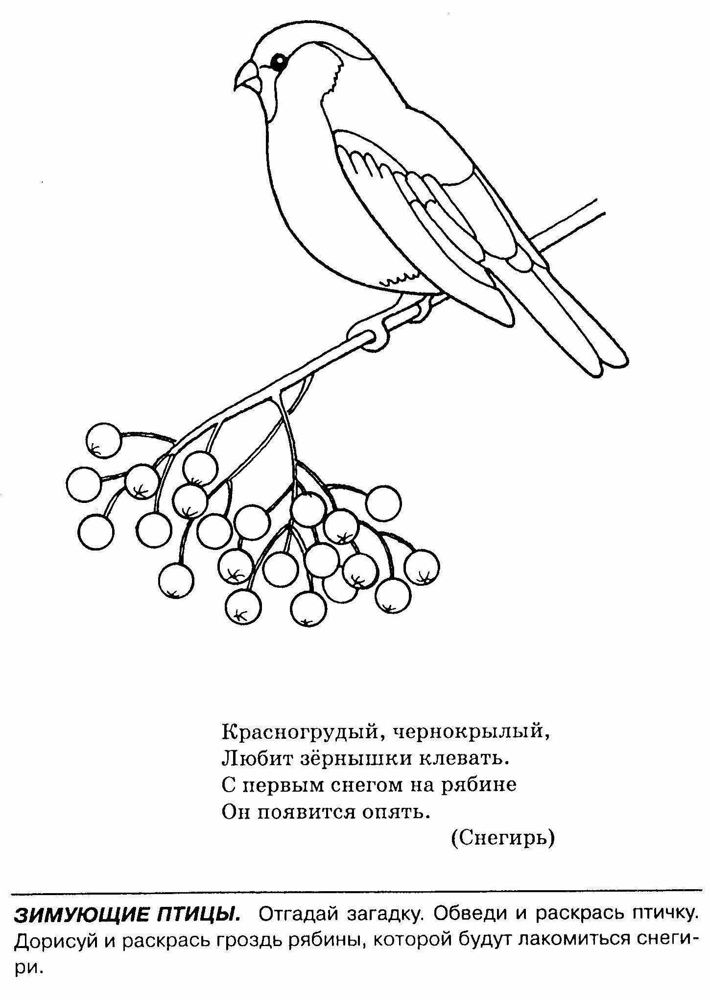 Красногрудый, чернокрылый,
Любит зёрнышки клевать.
С первым снегом на рябине
Он появится опять.
(Снегирь)
ЗИМУЮЩИЕ ПТИЦЫ. Отгадай загадку. Обведи и раскрась птичку.
Дорисуй и раскрась гроздь рябины, которой будут лакомиться снеги-
ри.